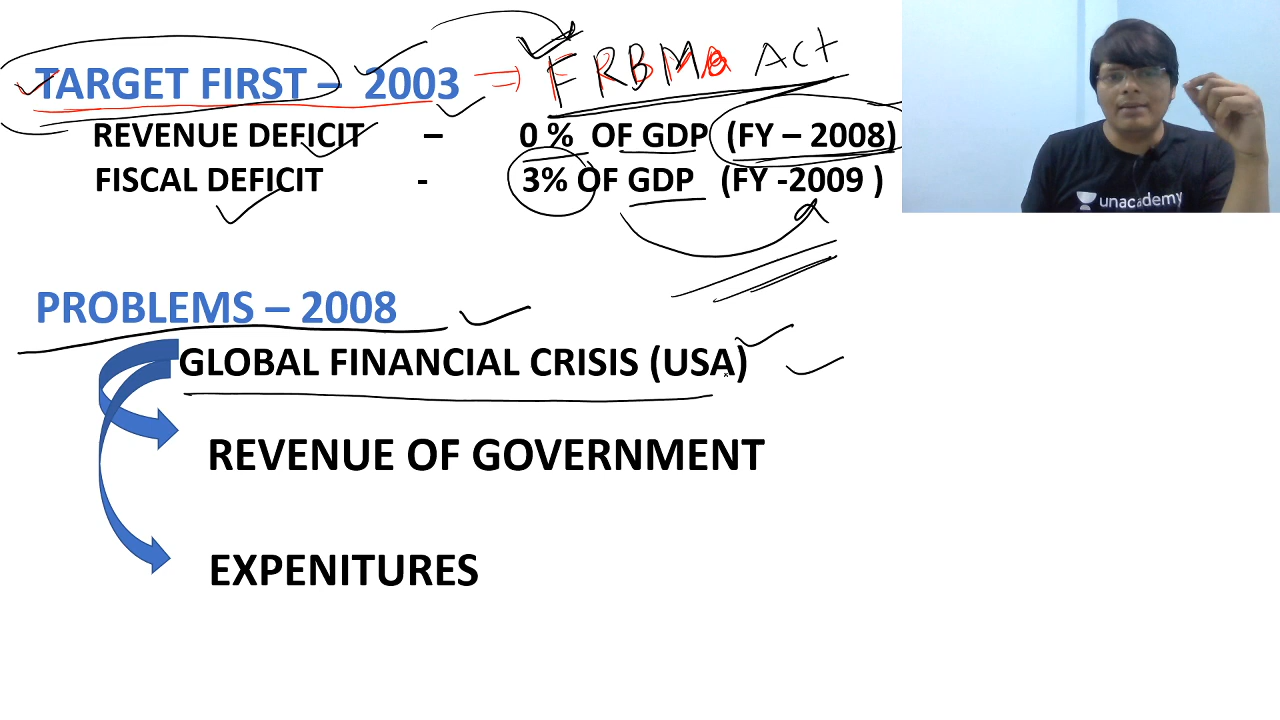 TARGET FIRST – 2003 => FRBMA ACT
REVENUE DEFICIT – 0 % OF GDP (FY – 2008)
FISCAL DEFICIT - 3% OF GDP (FY -2009 )
unacademy
PROBLEMS – 2008
GLOBAL FINANCIAL CRISIS (USA)
REVENUE OF GOVERNMENT
EXPENITURES